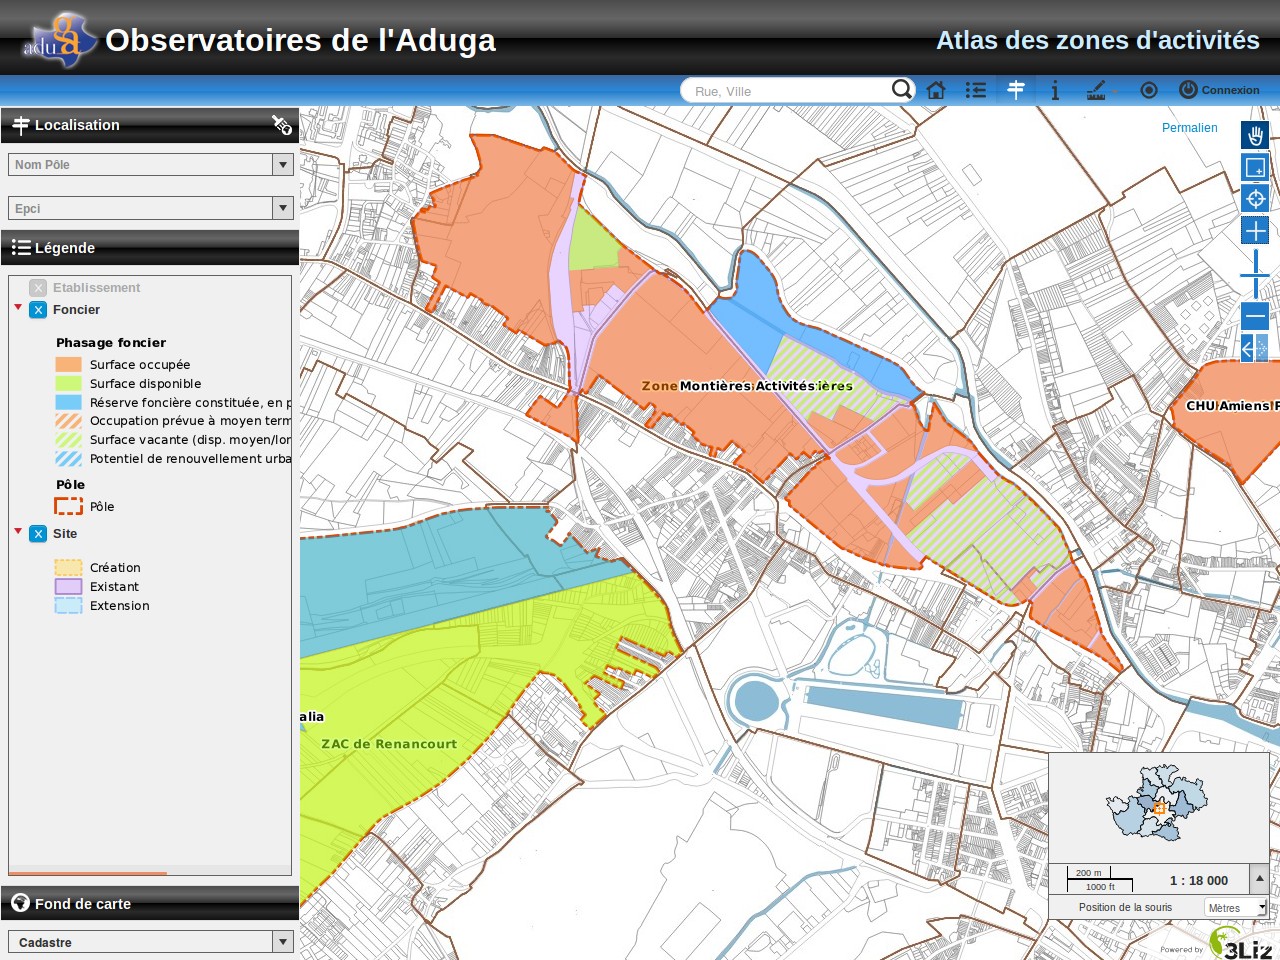 adu ga
Observatoires de l'Aduga
Atlas des zones d'activités
Rue, Ville
Connexion
Localisation
Permalien
Nom Pôle
Epci
Légende
Etablissement
Foncier
Phasage foncier
Surface occupée
Surface disponible
Réserve foncière constituée, en p
Occupation prévue à moyen term
Surface vacante (disp. moyen/lon
Potentiel de renouvellement urba
Pôle
Pôle
Site
Création
Existant
Extension
Zone Montières Activités ières
CHU Amiens P
alia
ZAC de Renancourt
200 m
1000 ft
1 : 18 000
Position de la souris
Mètres
Fond de carte
Cadastre
Powered by 3Liz